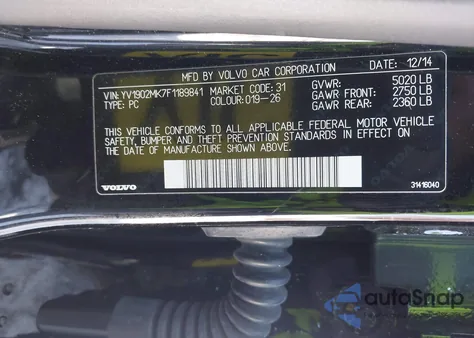 MFD BY VOLVO CAR CORPORATION DATE: 12/14
VIN: YV1902MK7F1189841 MARKET CODE: 31 GVWR: 5020 LB
TYPE: PC COLOUR: 019-26 GAWR FRONT: 2750 LB
GAWR REAR: 2360 LB
THIS VEHICLE CONFORMS TO ALL APPLICABLE FEDERAL MOTOR VEHICLE
SAFETY, BUMPER AND THEFT PREVENTION STANDARDS IN EFFECT ON
THE DATE OF MANUFACTURE SHOWN ABOVE.
VOLVO 31416040
autoSnap